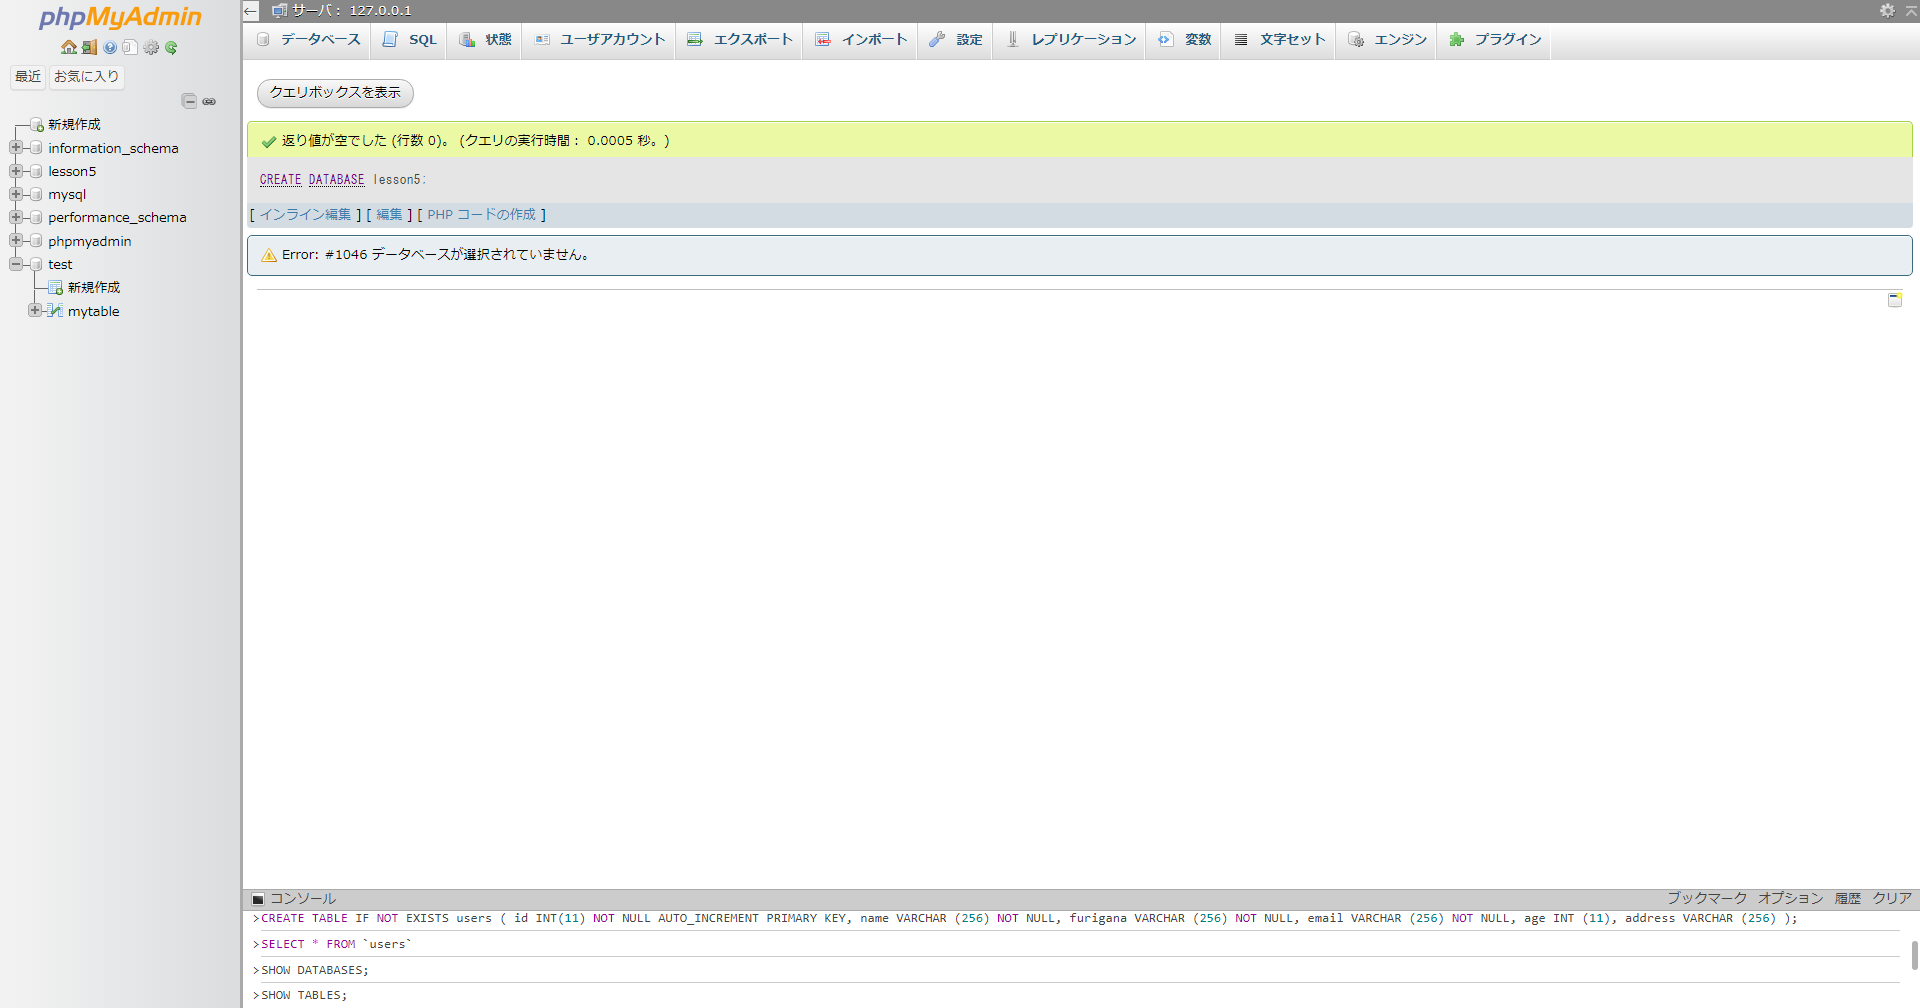 phpMyAdmin
最近 お気に入り
新規作成
information_schema
lesson5
mysql
performance_schema
phpmyadmin
test
新規作成
mytable
サーバ: 127.0.0.1
データベース SQL 状態 ユーザアカウント エクスポート インポート 設定 レプリケーション 変数 文字セット エンジン プラグイン
クエリボックスを表示
返り値が空でした (行数 0)。 (クエリの実行時間: 0.0005 秒。)
CREATE DATABASE lesson5;
[ インライン編集 ] [ 編集 ] [ PHP コードの作成 ]
Error: #1046 データベースが選択されていません。
コンソール ブックマーク オプション 履歴 クリア
>CREATE TABLE IF NOT EXISTS users ( id INT(11) NOT NULL AUTO_INCREMENT PRIMARY KEY, name VARCHAR (256) NOT NULL, furigana VARCHAR (256) NOT NULL, email VARCHAR (256) NOT NULL, age INT (11), address VARCHAR (256) );
>SELECT * FROM `users`
>SHOW DATABASES;
>SHOW TABLES;